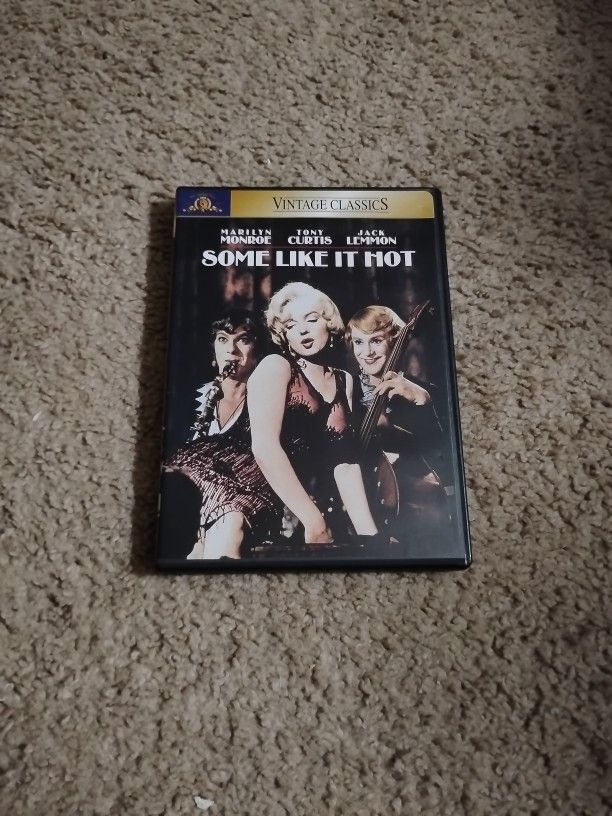 VINTAGE CLASSICS
MARILYN MONROE
TONY CURTIS
JACK LEMMON
SOME LIKE IT HOT